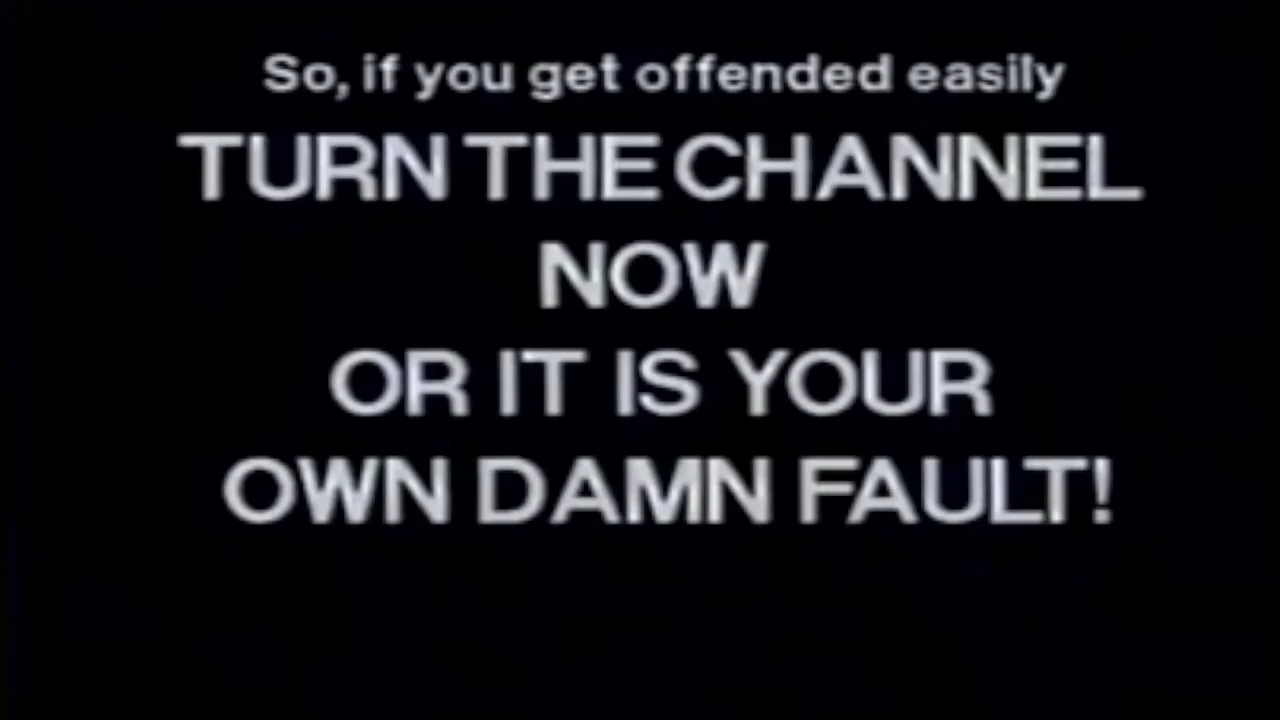 So, if you get offended easily
TURN THE CHANNEL
NOW
OR IT IS YOUR
OWN DAMN FAULT!